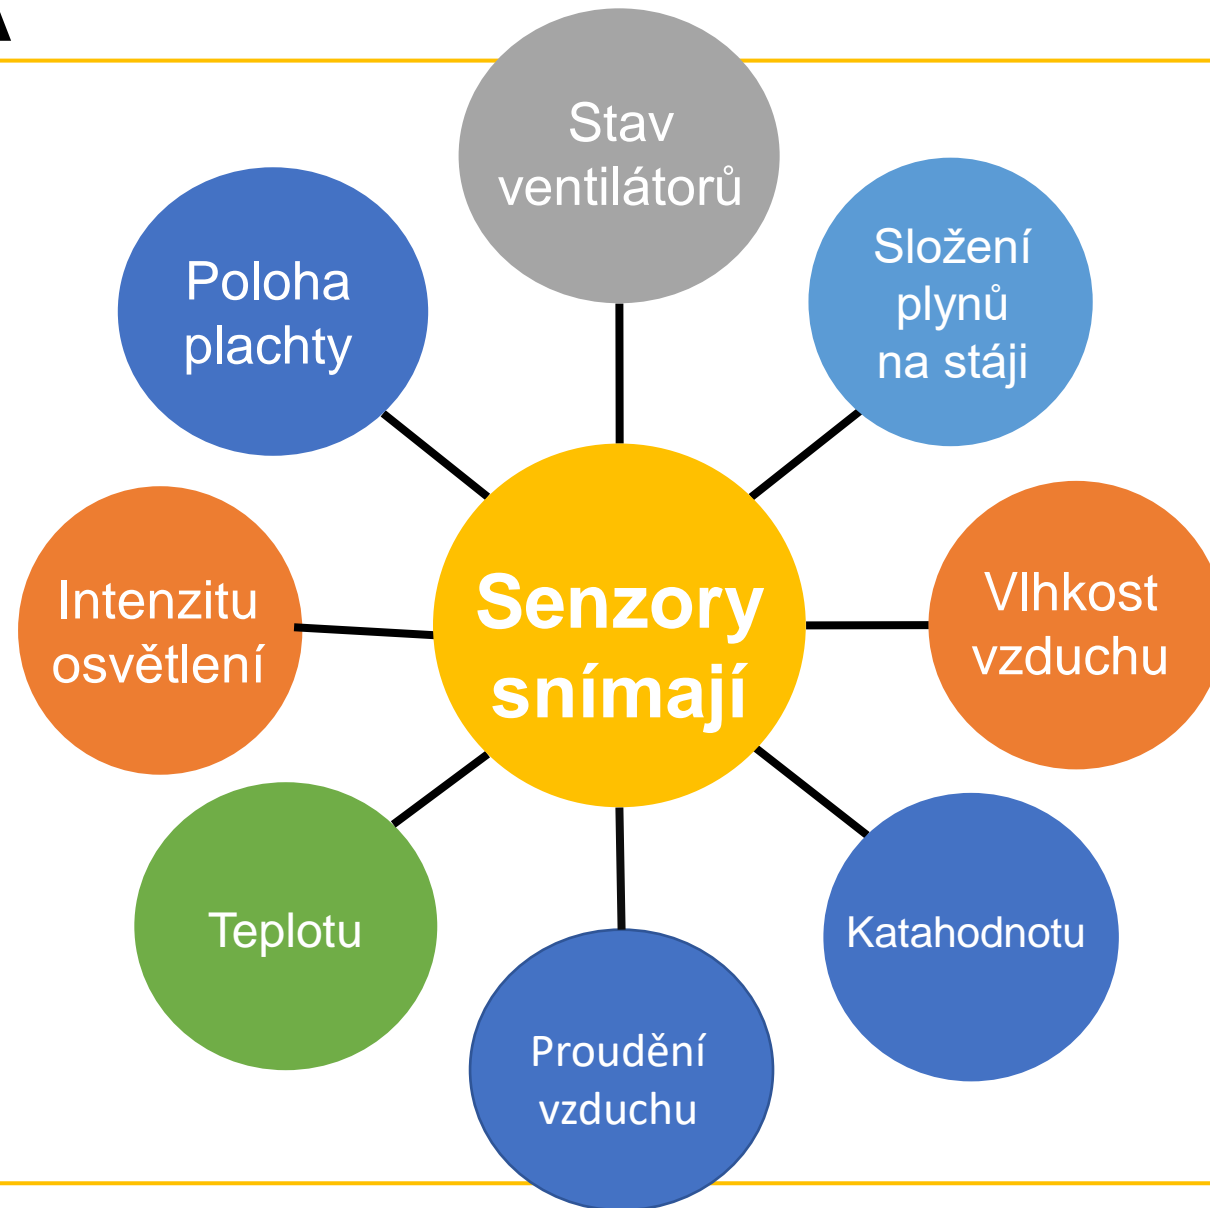 Stav
ventilátorů
Složení
plynů
na stáji
Poloha
plachty
Senzory
snímají
Vlhkost
vzduchu
Intenzitu
osvětlení
Katahodnotu
Teplotu
Proudění
vzduchu